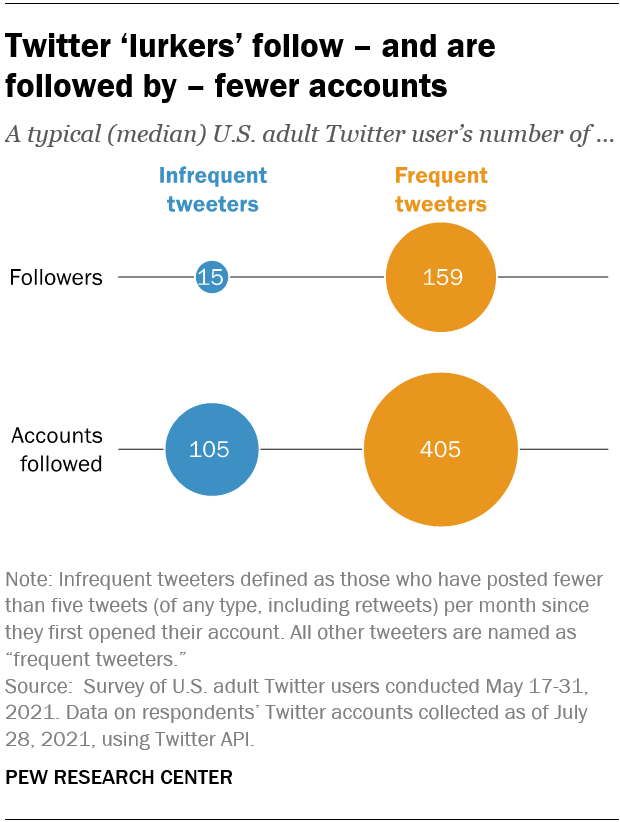 Twitter ‘lurkers’ follow – and are
followed by – fewer accounts
A typical (median) U.S. adult Twitter user’s number of ...
Infrequent
tweeters
Frequent
tweeters
Followers
15
159
Accounts
followed
105
405
Note: Infrequent tweeters defined as those who have posted fewer
than five tweets (of any type, including retweets) per month since
they first opened their account. All other tweeters are named as
“frequent tweeters.”
Source:  Survey of U.S. adult Twitter users conducted May 17-31,
2021. Data on respondents’ Twitter accounts collected as of July
28, 2021, using Twitter API.
PEW RESEARCH CENTER